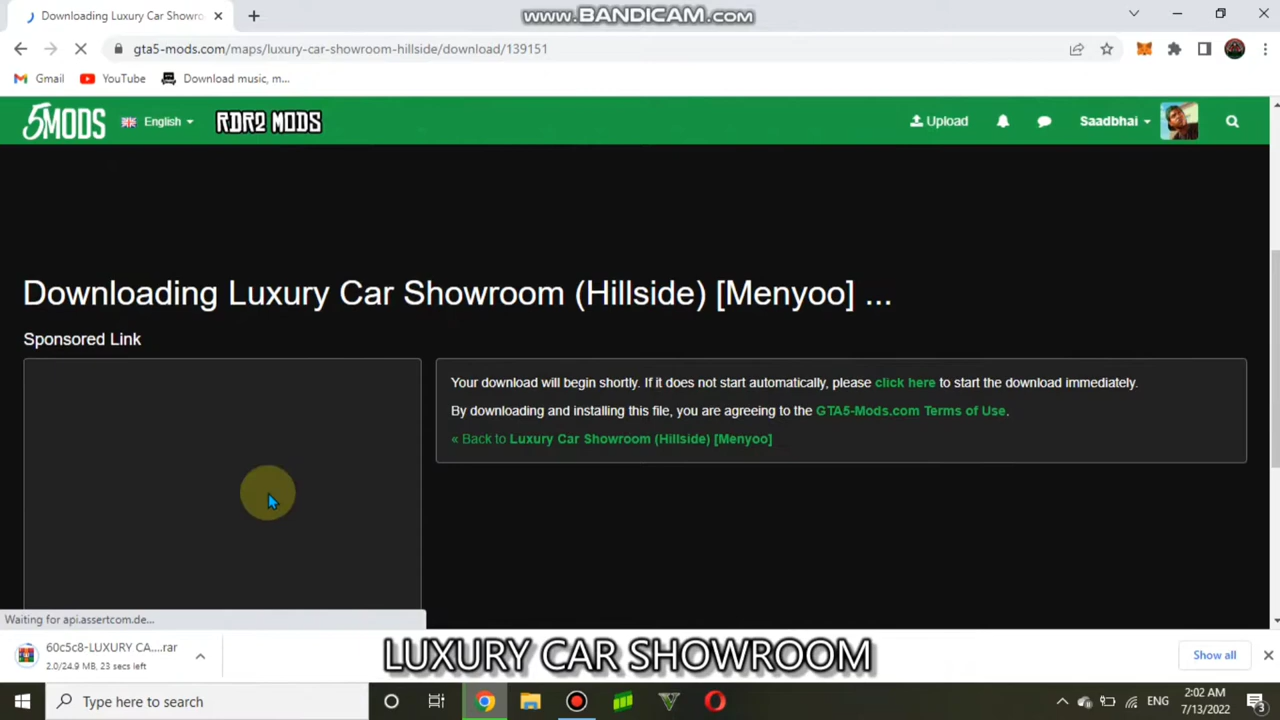 Downloading Luxury Car Showro
www.BANDICAM.com
gta5-mods.com/maps/luxury-car-showroom-hillside/download/139151
Gmail
YouTube
Download music, m...
5MODS
English
RDR2 MODS
Upload
Saadbhai
Downloading Luxury Car Showroom (Hillside) [Menyoo] ...
Sponsored Link
Your download will begin shortly. If it does not start automatically, please click here to start the download immediately.
By downloading and installing this file, you are agreeing to the GTA5-Mods.com Terms of Use.
« Back to Luxury Car Showroom (Hillside) [Menyoo]
Waiting for api.assertcom.de...
60c5c8-LUXURY CA....rar
2.0/24.9 MB, 23 secs left
LUXURY CAR SHOWROOM
Show all
Type here to search
ENG
2:02 AM
7/13/2022
3